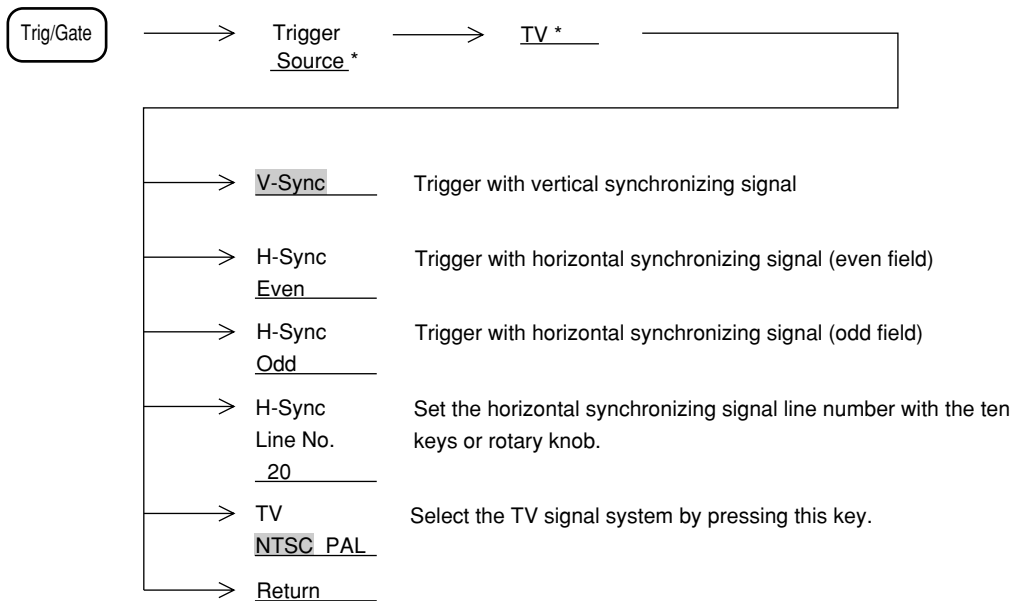 Trig/Gate
Trigger
Source *
TV *
V-Sync
Trigger with vertical synchronizing signal
H-Sync
Even
Trigger with horizontal synchronizing signal (even field)
H-Sync
Odd
Trigger with horizontal synchronizing signal (odd field)
H-Sync
Line No.
20
Set the horizontal synchronizing signal line number with the ten
keys or rotary knob.
TV
NTSC PAL
Select the TV signal system by pressing this key.
Return